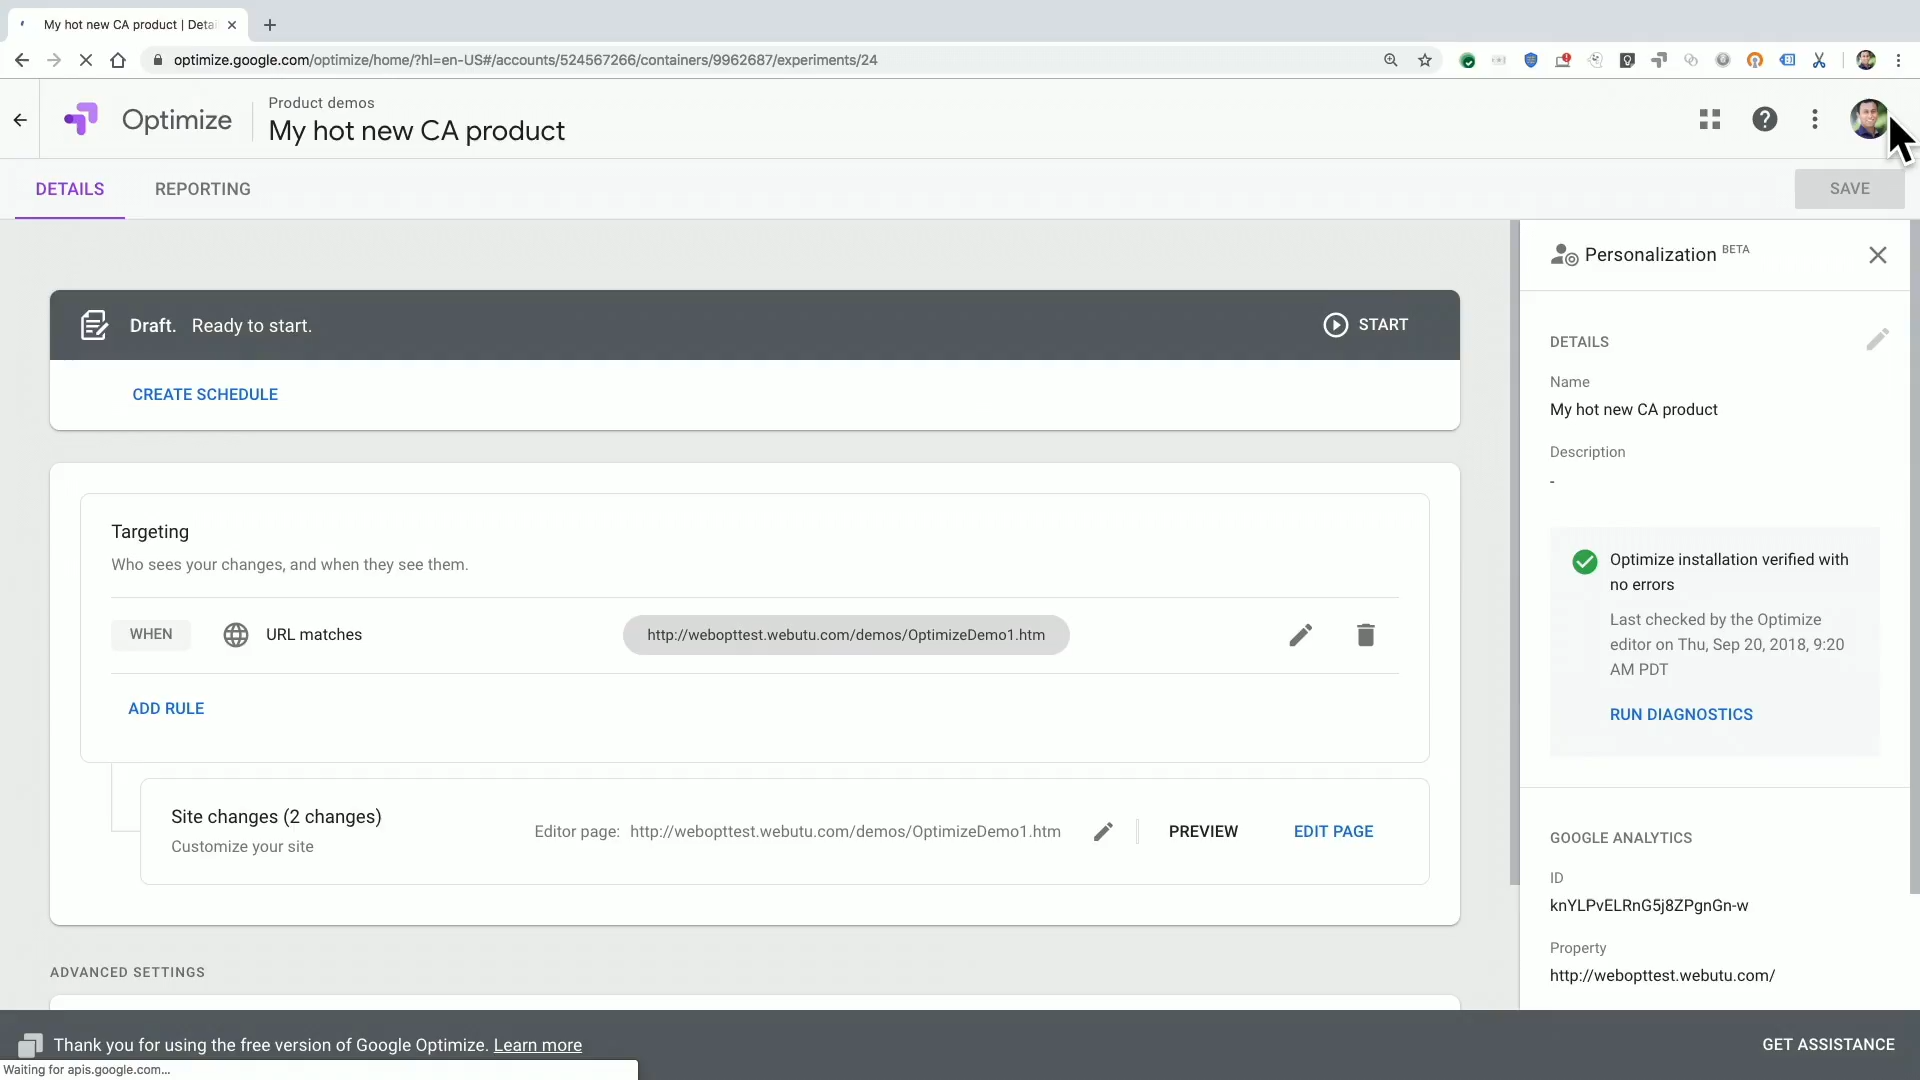 My hot new CA product | Deta
optimize.google.com/optimize/home/?hl=en-US#/accounts/524567266/containers/9962687/experiments/24
Optimize
Product demos
My hot new CA product
DETAILS
REPORTING
SAVE
Draft. Ready to start.
START
CREATE SCHEDULE
Targeting
Who sees your changes, and when they see them.
WHEN
URL matches
http://webopttest.webutu.com/demos/OptimizeDemo1.htm
ADD RULE
Site changes (2 changes)
Customize your site
Editor page: http://webopttest.webutu.com/demos/OptimizeDemo1.htm
PREVIEW
EDIT PAGE
ADVANCED SETTINGS
Personalization BETA
DETAILS
Name
My hot new CA product
Description
-
Optimize installation verified with
no errors
Last checked by the Optimize
editor on Thu, Sep 20, 2018, 9:20
AM PDT
RUN DIAGNOSTICS
GOOGLE ANALYTICS
ID
knYLPvELRnG5j8ZPgnGn-w
Property
http://webopttest.webutu.com/
Thank you for using the free version of Google Optimize. Learn more
GET ASSISTANCE
Waiting for apis.google.com...